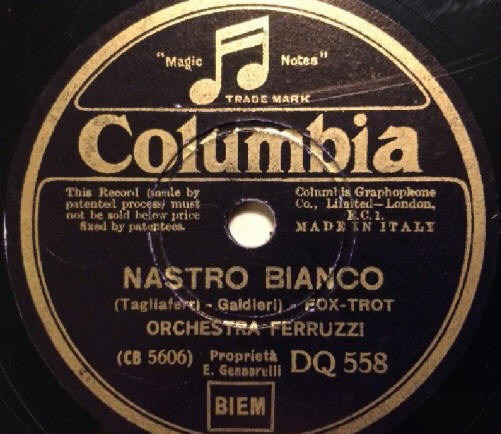 "Magic Notes"
TRADE MARK
Columbia
This Record (made by
patented process) must
not be sold below price
fixed by patentees.
Columbia Graphophone
Co., Limited—London,
E.C.1.
MADE IN ITALY
NASTRO BIANCO
(Tagliaferri - Galdieri) - FOX-TROT
ORCHESTRA FERRUZZI
(CB 5606) Proprietà
E. Gennarelli DQ 558
BIEM